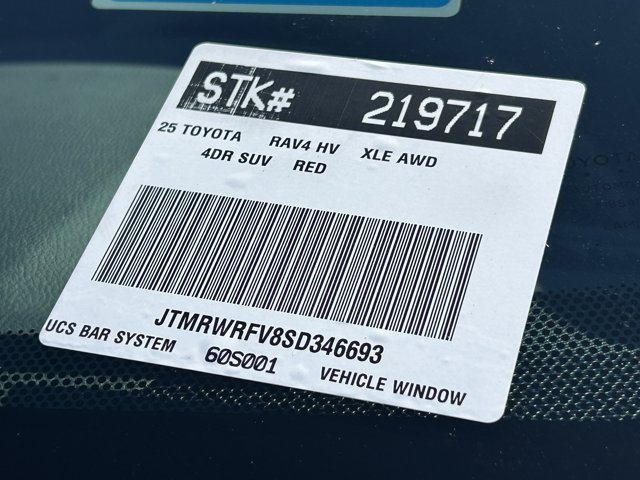 STK# 219717
25 TOYOTA RAV4 HV XLE AWD
4DR SUV RED
JTMRWRFV8SD346693
UCS BAR SYSTEM 60S001 VEHICLE WINDOW